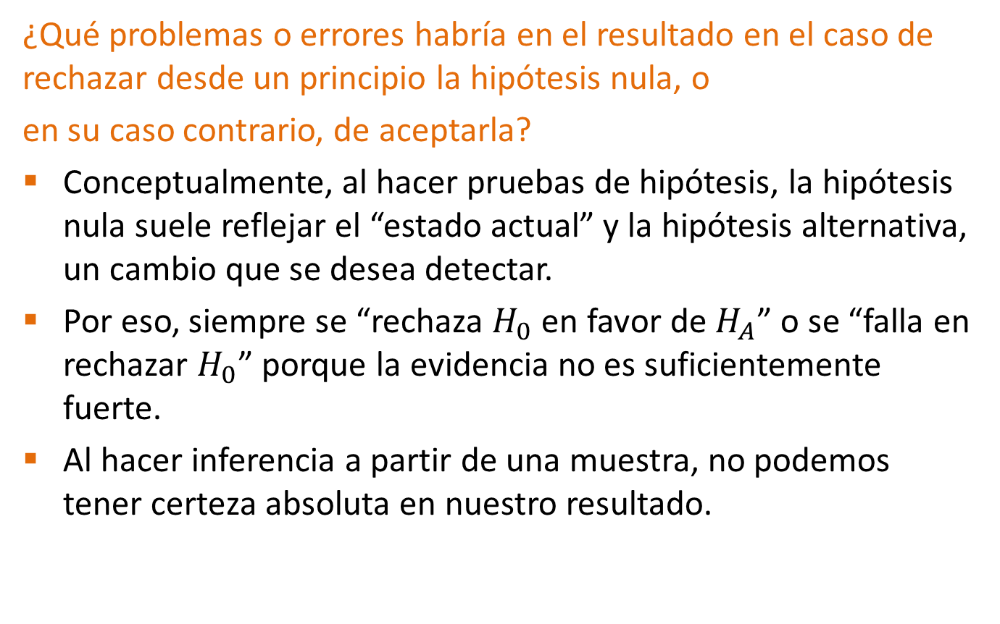 ¿Qué problemas o errores habría en el resultado en el caso de
rechazar desde un principio la hipótesis nula, o
en su caso contrario, de aceptarla?
▪ Conceptualmente, al hacer pruebas de hipótesis, la hipótesis
nula suele reflejar el “estado actual” y la hipótesis alternativa,
un cambio que se desea detectar.
▪ Por eso, siempre se “rechaza H₀ en favor de H_A” o se “falla en
rechazar H₀” porque la evidencia no es suficientemente
fuerte.
▪ Al hacer inferencia a partir de una muestra, no podemos
tener certeza absoluta en nuestro resultado.